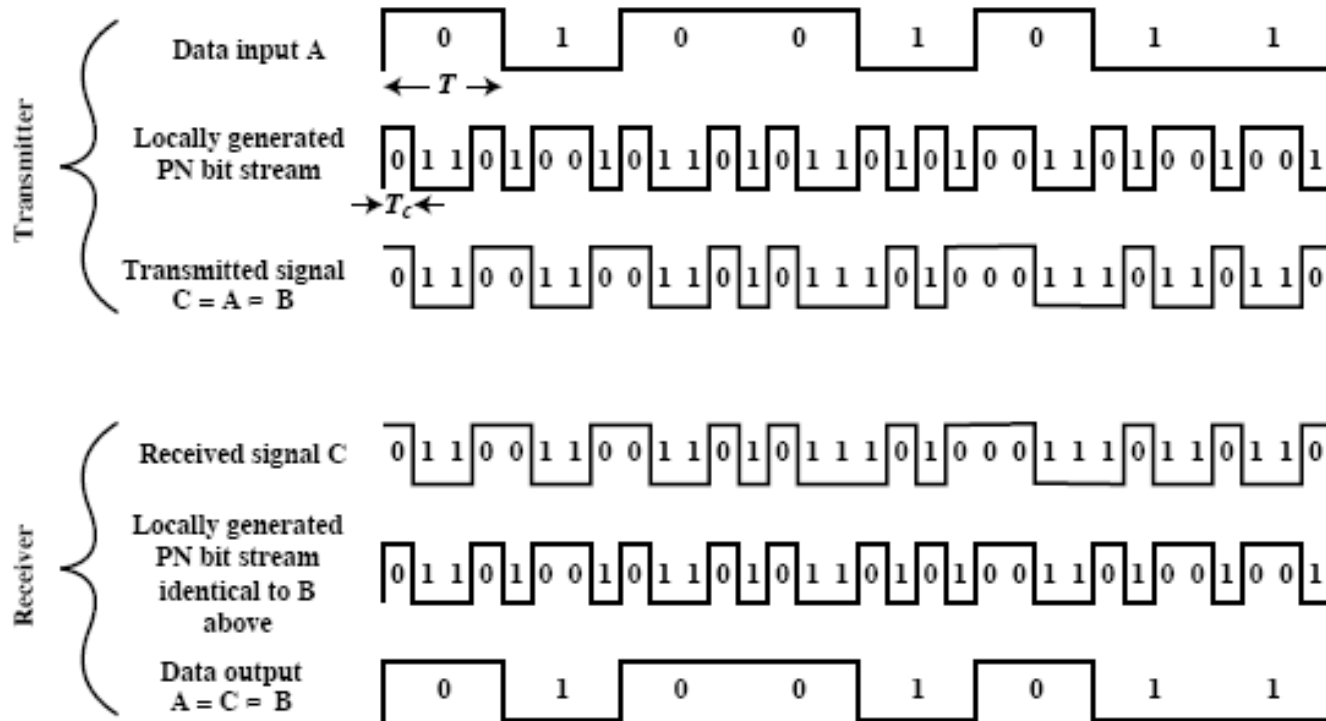 Transmitter
Data input A
0 1 0 0 1 0 1 1
T
Locally generated
PN bit stream
0 1 1 0 1 0 0 1 0 1 1 0 1 0 1 1 0 1 0 1 0 0 1 1 0 1 0 0 1 0 0 1
Tc
Transmitted signal
C = A = B
0 1 1 0 0 1 1 0 0 1 1 0 1 0 1 1 1 0 1 0 0 0 1 1 1 0 1 1 0 1 1 0
Receiver
Received signal C
0 1 1 0 0 1 1 0 0 1 1 0 1 0 1 1 1 0 1 0 0 0 1 1 1 0 1 1 0 1 1 0
Locally generated
PN bit stream
identical to B
above
0 1 1 0 1 0 0 1 0 1 1 0 1 0 1 1 0 1 0 1 0 0 1 1 0 1 0 0 1 0 0 1
Data output
A = C = B
0 1 0 0 1 0 1 1